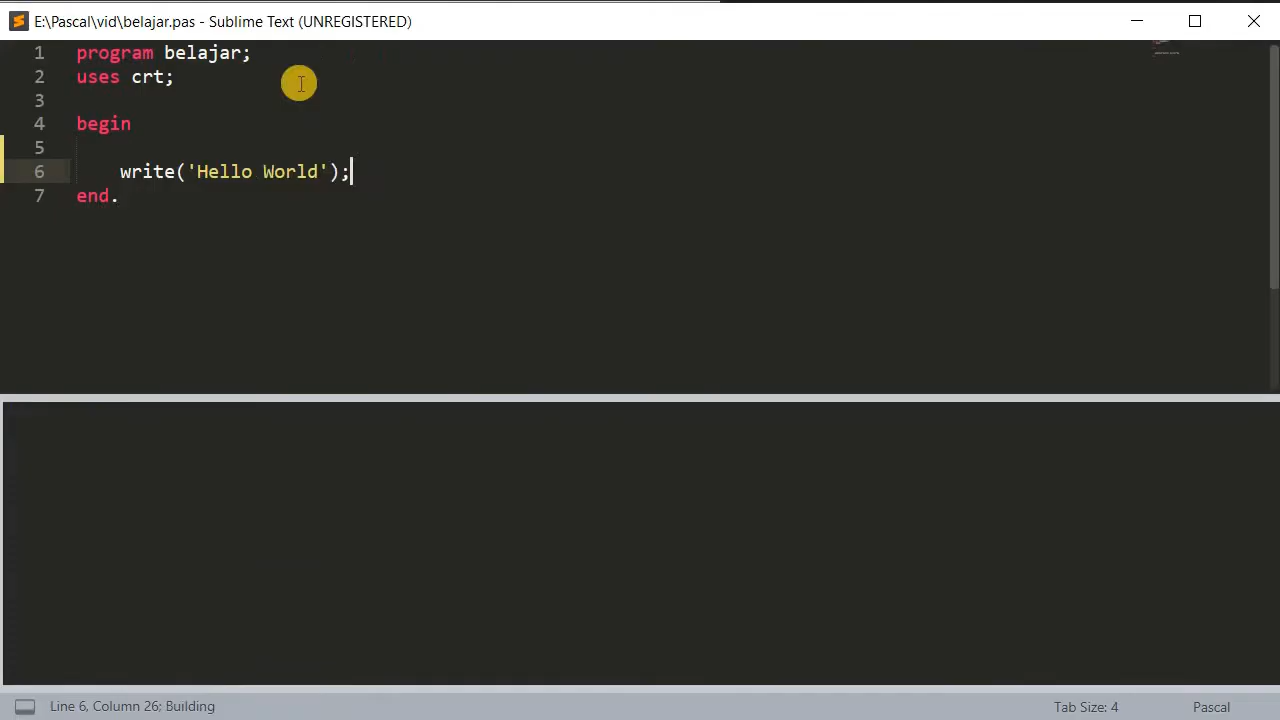 E:\Pascal\vid\belajar.pas - Sublime Text (UNREGISTERED)
1 program belajar;
2 uses crt;
3
4 begin
5
6 write('Hello World');
7 end.
Line 6, Column 26; Building Tab Size: 4 Pascal